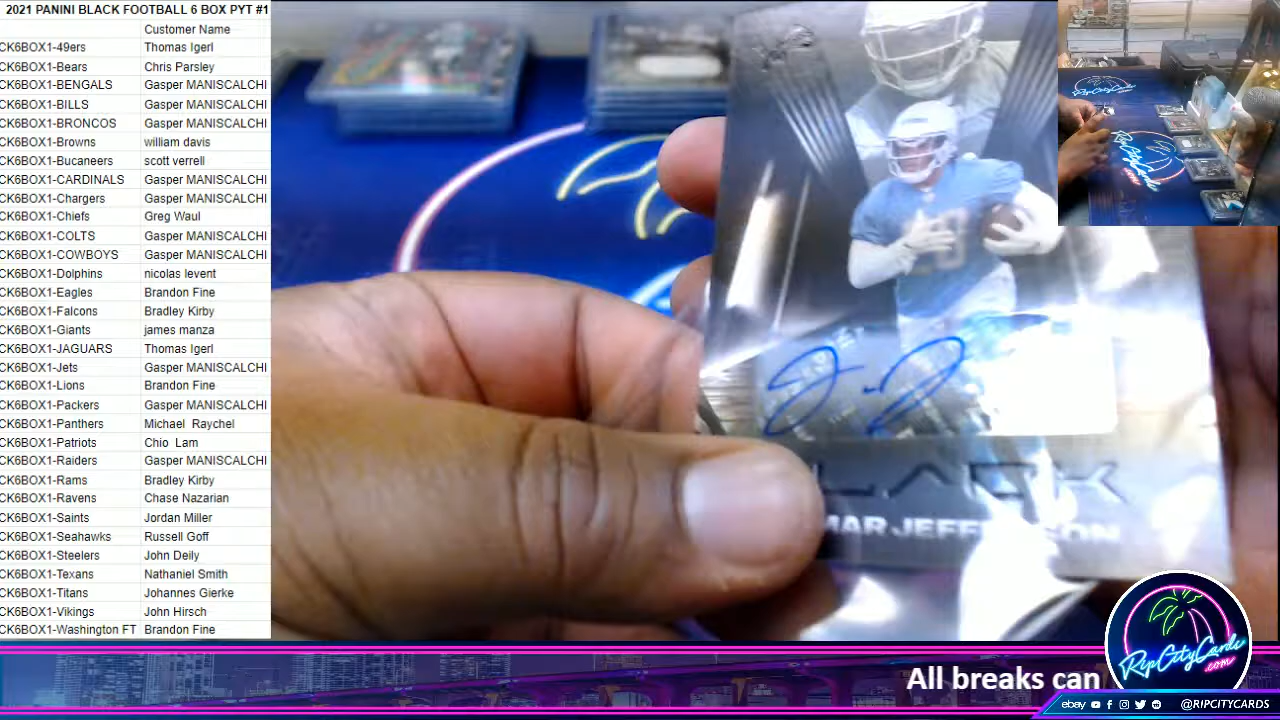 2021 PANINI BLACK FOOTBALL 6 BOX PYT #1
Customer Name
CK6BOX1-49ers Thomas Igerl
CK6BOX1-Bears Chris Parsley
CK6BOX1-BENGALS Gasper MANISCALCHI
CK6BOX1-BILLS Gasper MANISCALCHI
CK6BOX1-BRONCOS Gasper MANISCALCHI
CK6BOX1-Browns william davis
CK6BOX1-Bucaneers scott verrell
CK6BOX1-CARDINALS Gasper MANISCALCHI
CK6BOX1-Chargers Gasper MANISCALCHI
CK6BOX1-Chiefs Greg Waul
CK6BOX1-COLTS Gasper MANISCALCHI
CK6BOX1-COWBOYS Gasper MANISCALCHI
CK6BOX1-Dolphins nicolas levent
CK6BOX1-Eagles Brandon Fine
CK6BOX1-Falcons Bradley Kirby
CK6BOX1-Giants james manza
CK6BOX1-JAGUARS Thomas Igerl
CK6BOX1-Jets Gasper MANISCALCHI
CK6BOX1-Lions Brandon Fine
CK6BOX1-Packers Gasper MANISCALCHI
CK6BOX1-Panthers Michael Raychel
CK6BOX1-Patriots Chio Lam
CK6BOX1-Raiders Gasper MANISCALCHI
CK6BOX1-Rams Bradley Kirby
CK6BOX1-Ravens Chase Nazarian
CK6BOX1-Saints Jordan Miller
CK6BOX1-Seahawks Russell Goff
CK6BOX1-Steelers John Deily
CK6BOX1-Texans Nathaniel Smith
CK6BOX1-Titans Johannes Gierke
CK6BOX1-Vikings John Hirsch
CK6BOX1-Washington FT Brandon Fine
LACK
MAR JEFFERSON
All breaks can
RipCityCards
.com
ebay @RIPCITYCARDS